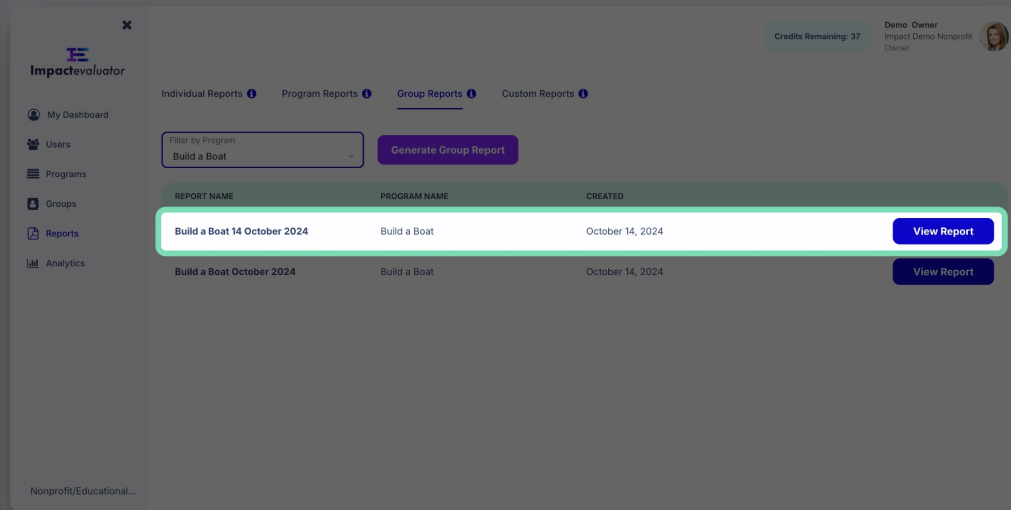 Impactevaluator
My Dashboard
Users
Programs
Groups
Reports
Analytics
Nonprofit/Educational...
Credits Remaining: 37
Demo Owner
Impact Demo Nonprofit
Owner
Individual Reports Program Reports Group Reports Custom Reports
Filter by Program
Build a Boat
Generate Group Report
REPORT NAME PROGRAM NAME CREATED
Build a Boat 14 October 2024 Build a Boat October 14, 2024 View Report
Build a Boat October 2024 Build a Boat October 14, 2024 View Report